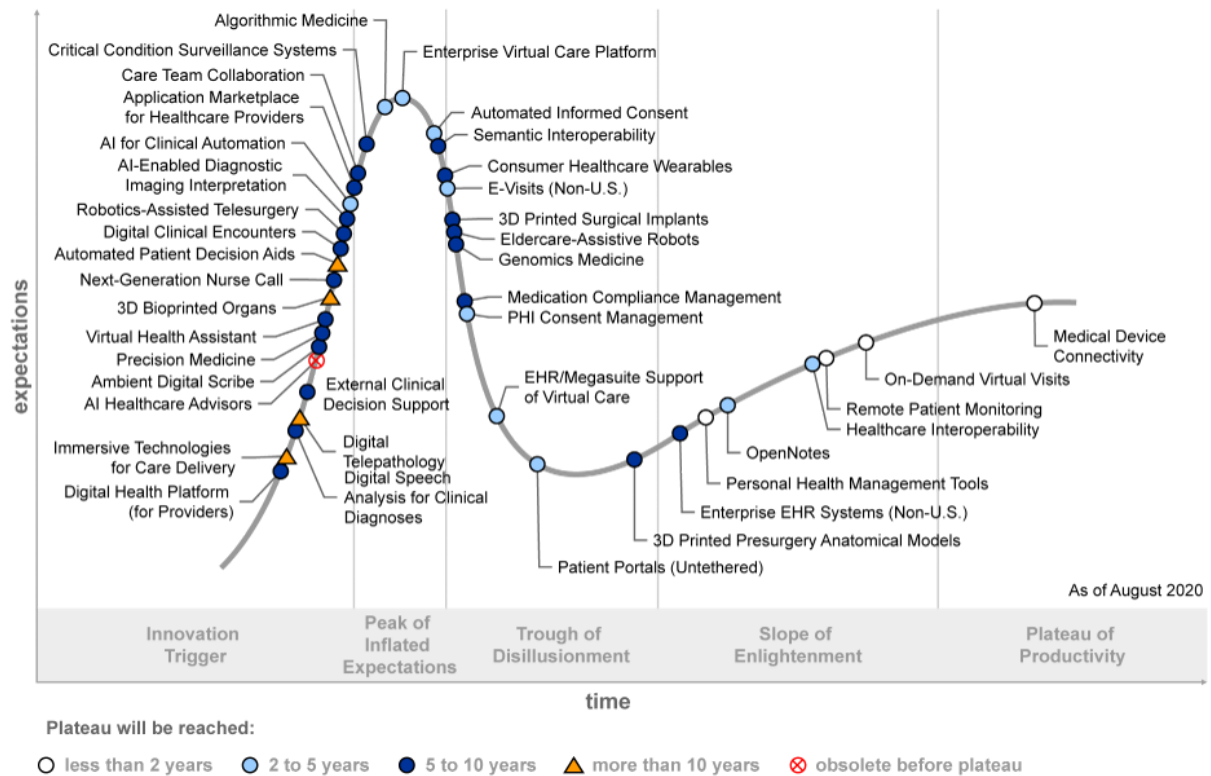 Algorithmic Medicine
Critical Condition Surveillance Systems
Care Team Collaboration
Application Marketplace
for Healthcare Providers
AI for Clinical Automation
AI-Enabled Diagnostic
Imaging Interpretation
Robotics-Assisted Telesurgery
Digital Clinical Encounters
Automated Patient Decision Aids
Next-Generation Nurse Call
3D Bioprinted Organs
Virtual Health Assistant
Precision Medicine
Ambient Digital Scribe
AI Healthcare Advisors
Immersive Technologies
for Care Delivery
Digital Health Platform
(for Providers)
External Clinical
Decision Support
Digital
Telepathology
Digital Speech
Analysis for Clinical
Diagnoses
Enterprise Virtual Care Platform
Automated Informed Consent
Semantic Interoperability
Consumer Healthcare Wearables
E-Visits (Non-U.S.)
3D Printed Surgical Implants
Eldercare-Assistive Robots
Genomics Medicine
Medication Compliance Management
PHI Consent Management
EHR/Megasuite Support
of Virtual Care
Medical Device
Connectivity
On-Demand Virtual Visits
Remote Patient Monitoring
Healthcare Interoperability
OpenNotes
Personal Health Management Tools
Enterprise EHR Systems (Non-U.S.)
3D Printed Presurgery Anatomical Models
Patient Portals (Untethered)
As of August 2020
expectations
Innovation
Trigger
Peak of
Inflated
Expectations
Trough of
Disillusionment
Slope of
Enlightenment
Plateau of
Productivity
time
Plateau will be reached:
less than 2 years
2 to 5 years
5 to 10 years
more than 10 years
obsolete before plateau